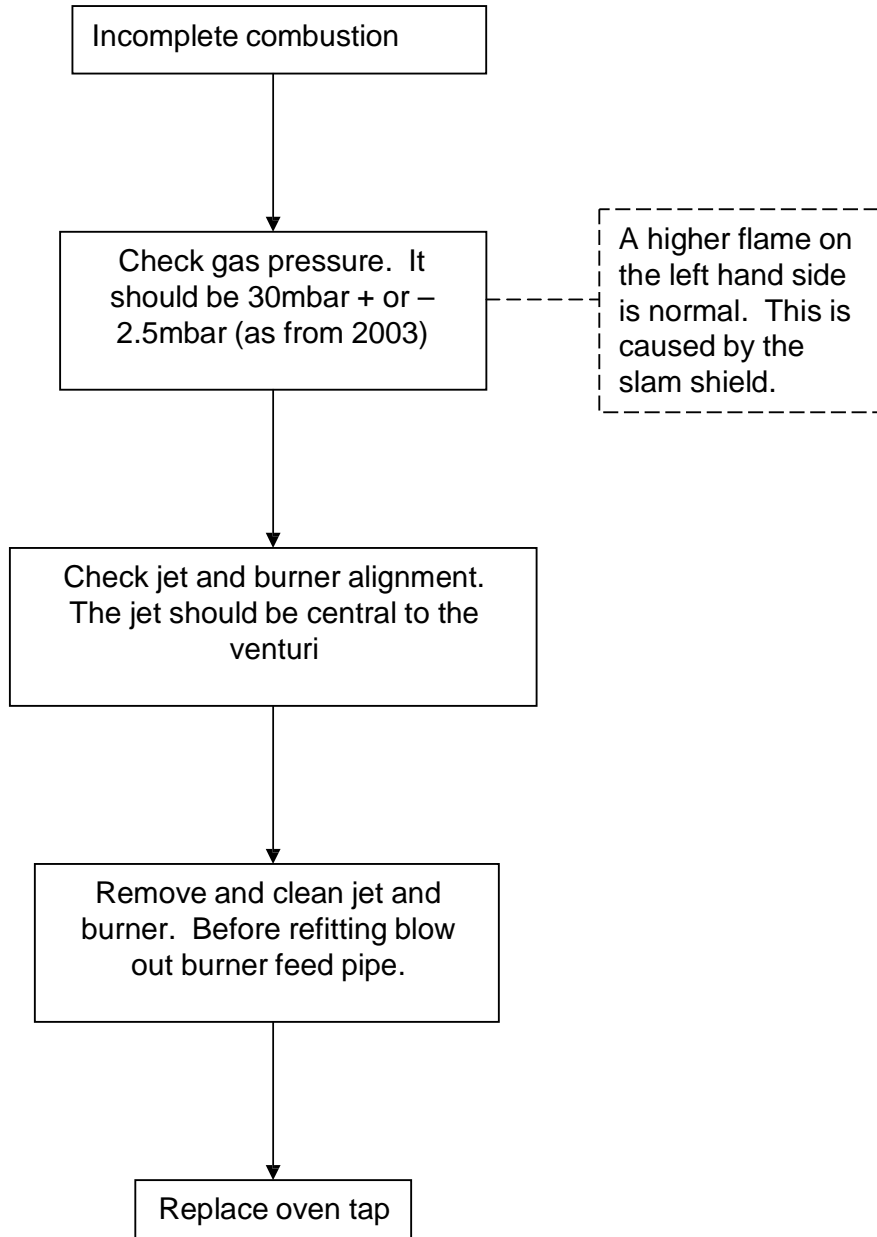 Incomplete combustion
Check gas pressure.  It
should be 30mbar + or –
2.5mbar (as from 2003)
A higher flame on
the left hand side
is normal.  This is
caused by the
slam shield.
Check jet and burner alignment.
The jet should be central to the
venturi
Remove and clean jet and
burner.  Before refitting blow
out burner feed pipe.
Replace oven tap